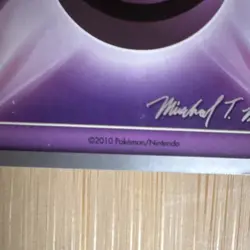 Michael T.
©2010 Pokémon/Nintendo